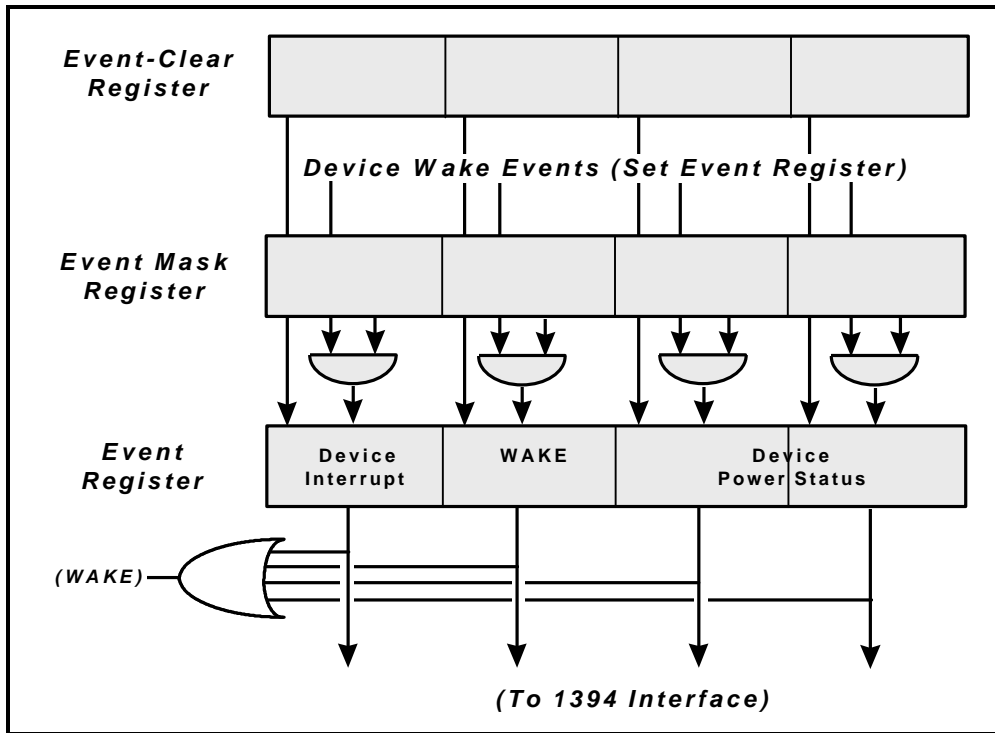 Event-Clear
Register
Device Wake Events (Set Event Register)
Event Mask
Register
Event
Register
Device
Interrupt
WAKE
Device
Power Status
(WAKE)
(To 1394 Interface)